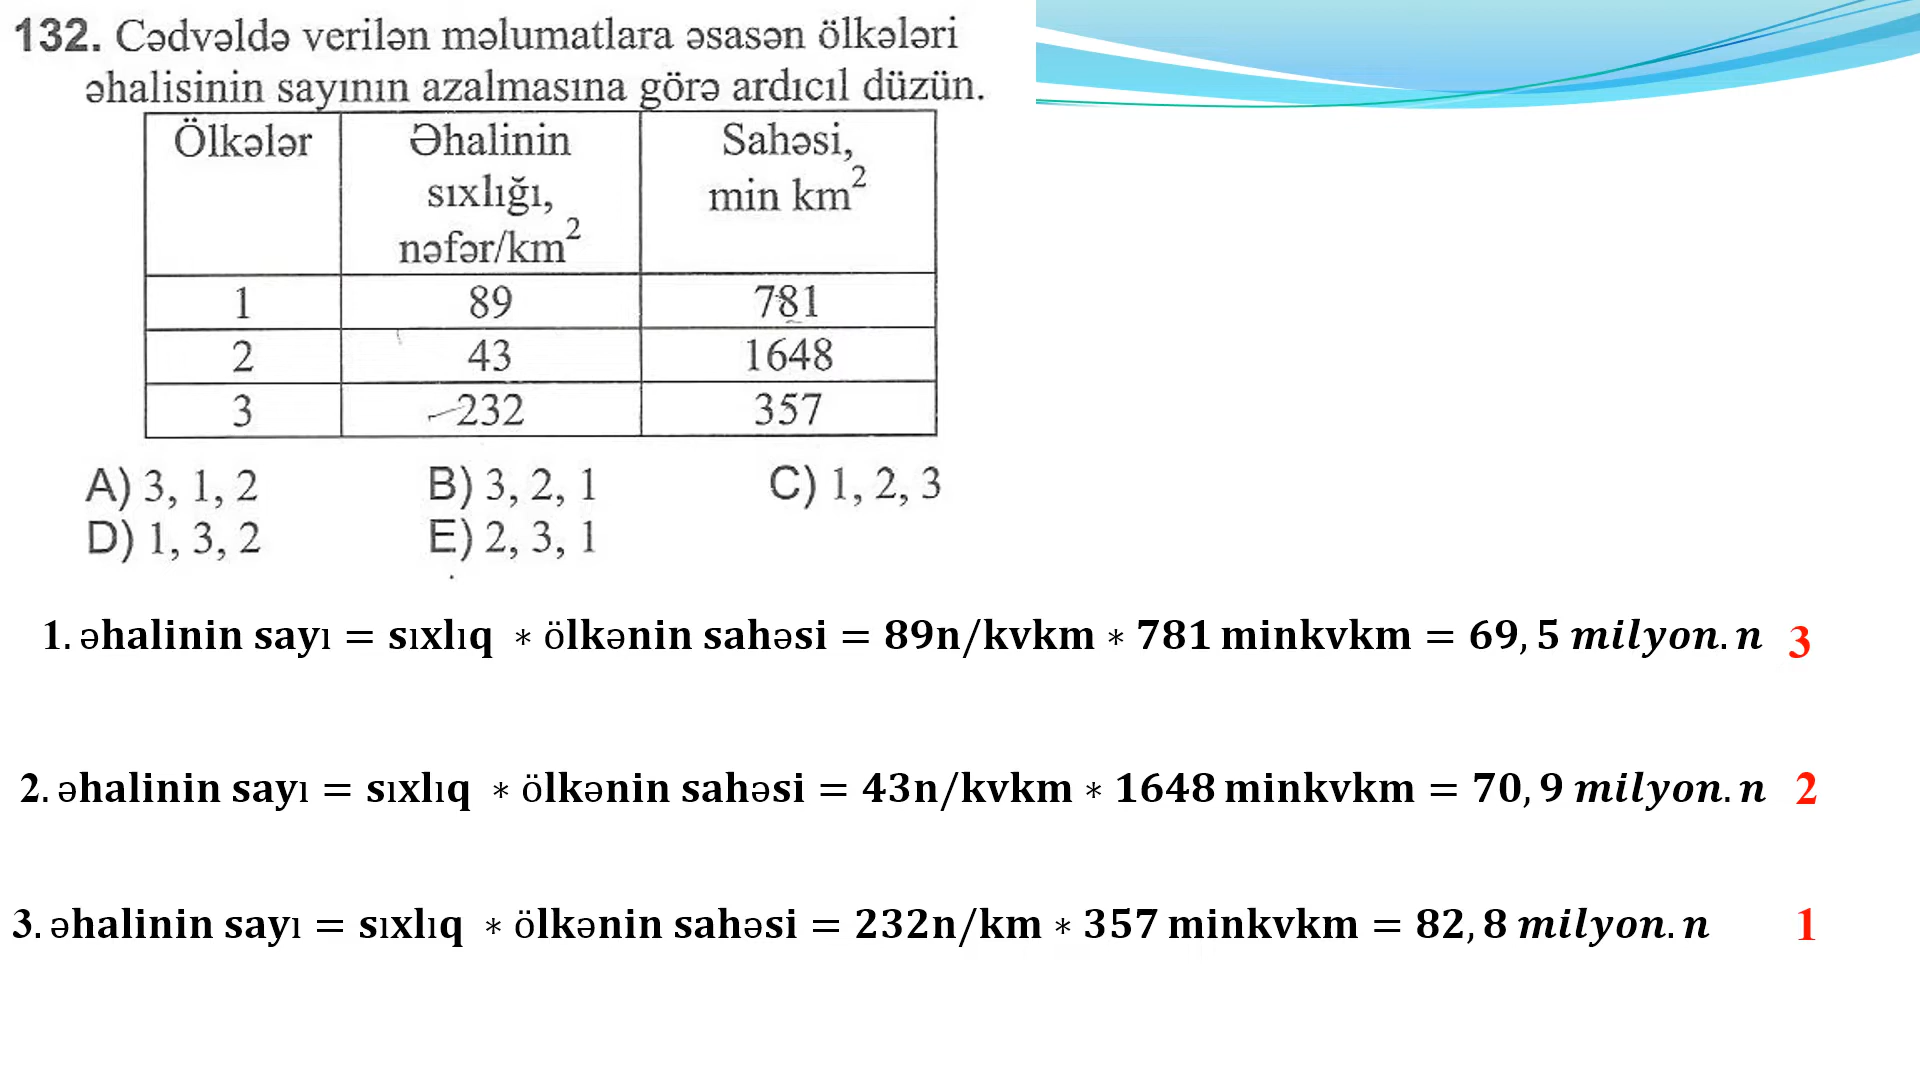 132. Cədvəldə verilən məlumatlara əsasən ölkələri
əhalisinin sayının azalmasına görə ardıcıl düzün.
Ölkələr Əhalinin sıxlığı, nəfər/km² Sahəsi, min km²
1 89 781
2 43 1648
3 232 357
A) 3, 1, 2 B) 3, 2, 1 C) 1, 2, 3
D) 1, 3, 2 E) 2, 3, 1
1. əhalinin sayı = sıxlıq * ölkənin sahəsi = 89n/kvkm * 781 minkvkm = 69,5 milyon.n 3
2. əhalinin sayı = sıxlıq * ölkənin sahəsi = 43n/kvkm * 1648 minkvkm = 70,9 milyon.n 2
3. əhalinin sayı = sıxlıq * ölkənin sahəsi = 232n/km * 357 minkvkm = 82,8 milyon.n 1